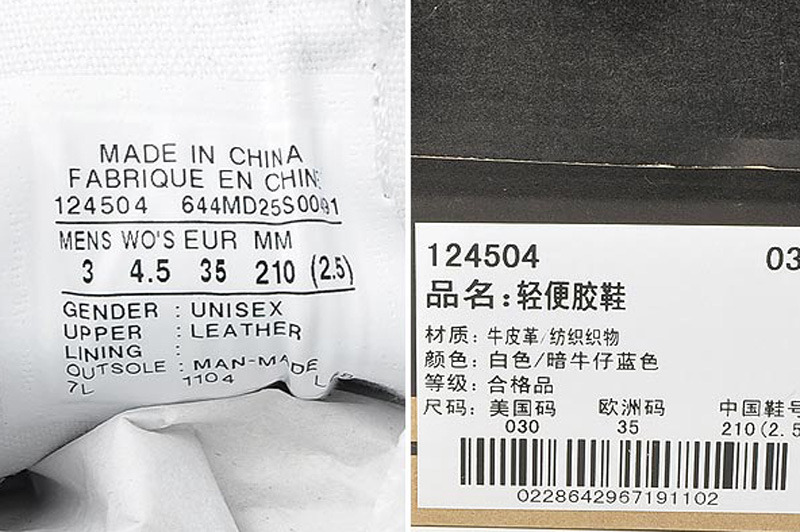 MADE IN CHINA
FABRIQUE EN CHIN
124504 644MD25S0091
MENS WO'S EUR MM
3 4.5 35 210 (2.5)
GENDER : UNISEX
UPPER : LEATHER
LINING :
OUTSOLE : MAN-MADE
7L 1104 L
124504 03
品名:轻便胶鞋
材质: 牛皮革/纺织织物
颜色: 白色/暗牛仔蓝色
等级: 合格品
尺码: 美国码 欧洲码 中国鞋号
030 35 210(2.5
0228642967191102